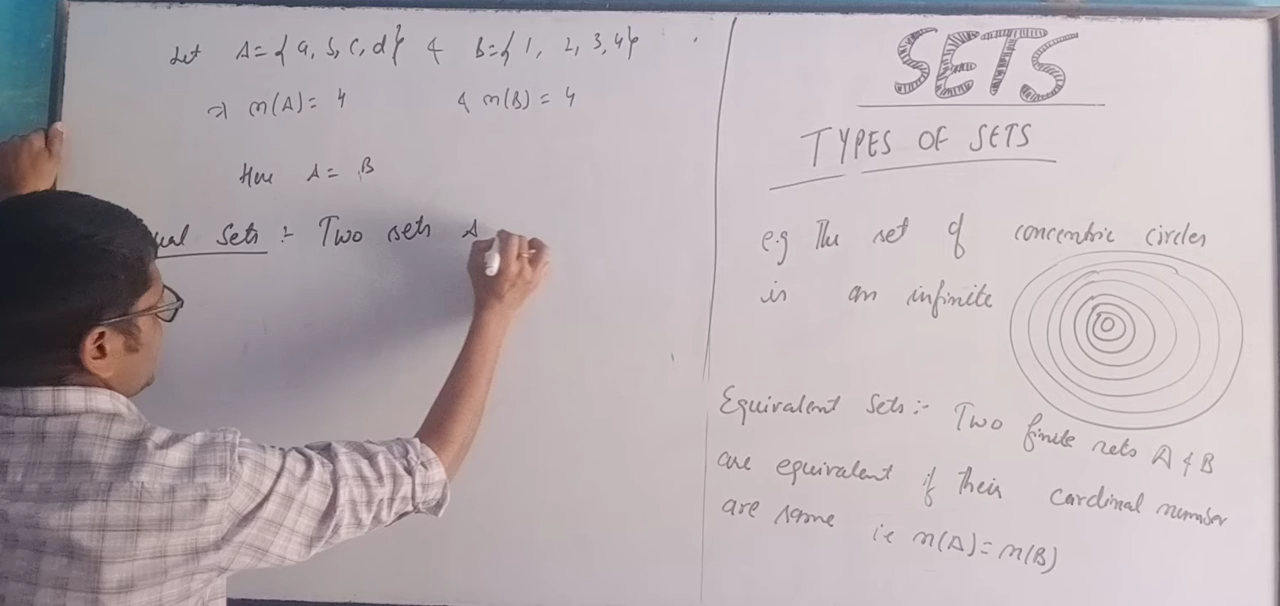 Let A={a, b, c, d} & B={1, 2, 3, 4}
⇒ n(A)= 4 & n(B) = 4
Here A = B
ual Sets :- Two sets A
SETS
TYPES OF SETS
e.g The set of concentric circles
is an infinite
Equivalent Sets:- Two finite sets A & B
are equivalent if their cardinal number
are same i.e n(A)=n(B)